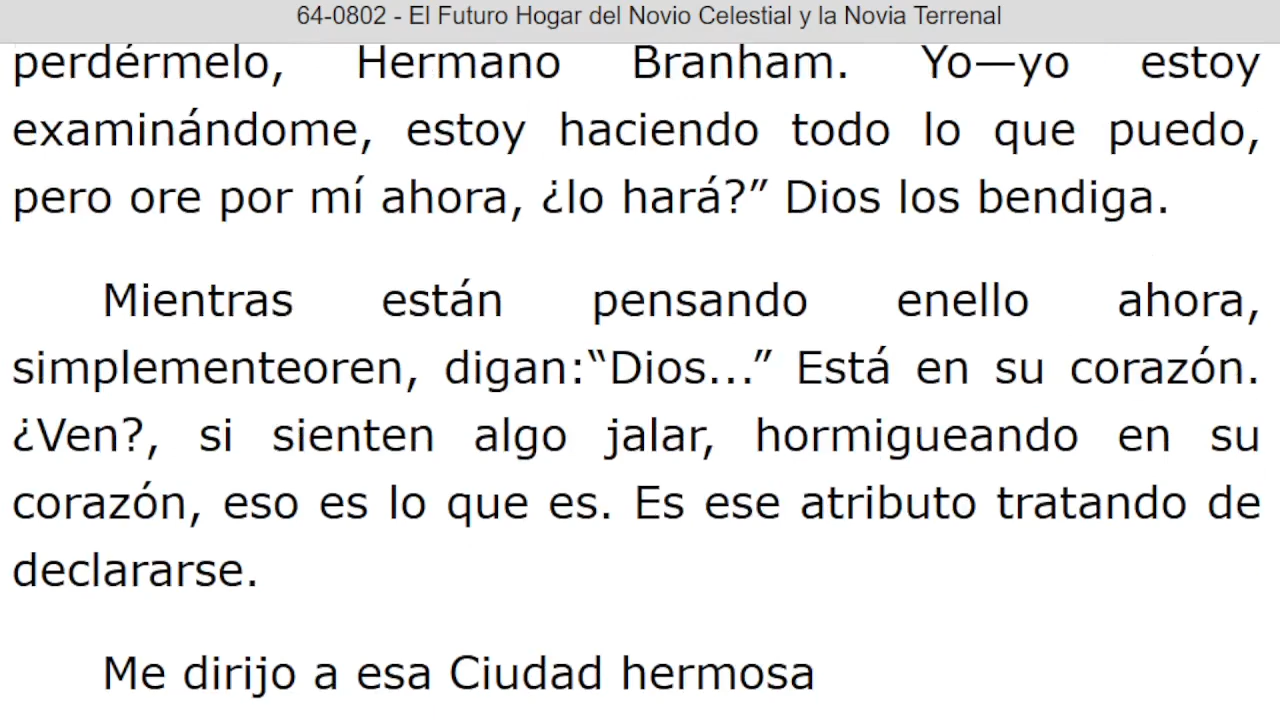 64-0802 - El Futuro Hogar del Novio Celestial y la Novia Terrenal
perdérmelo, Hermano Branham. Yo—yo estoy
examinándome, estoy haciendo todo lo que puedo,
pero ore por mí ahora, ¿lo hará?” Dios los bendiga.
Mientras están pensando enello ahora,
simplementeoren, digan:“Dios...” Está en su corazón.
¿Ven?, si sienten algo jalar, hormigueando en su
corazón, eso es lo que es. Es ese atributo tratando de
declararse.
Me dirijo a esa Ciudad hermosa